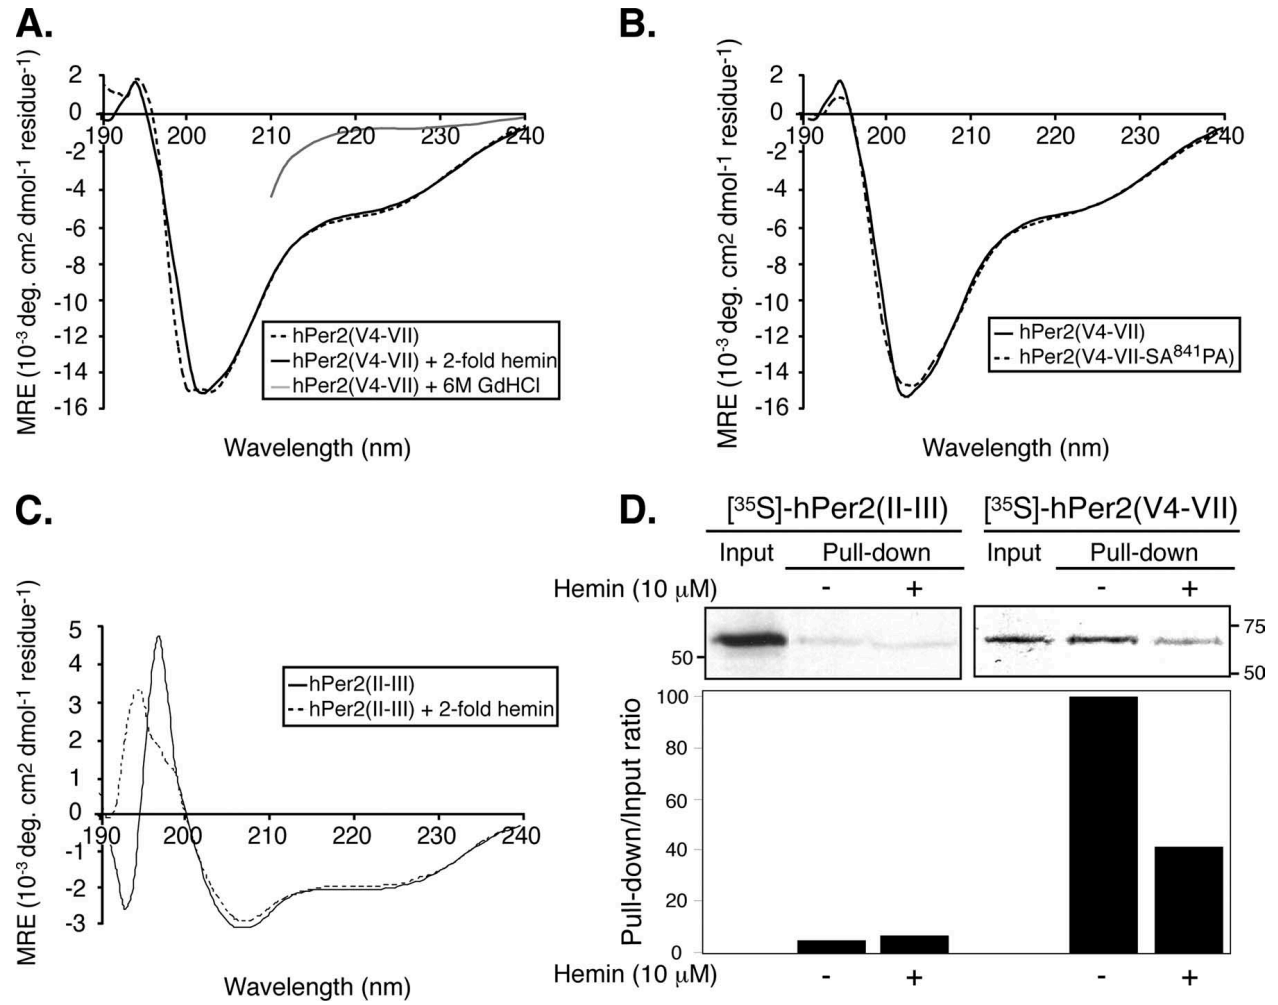 A.
MRE (10-3 deg. cm2 dmol-1 residue-1)
2
0
190 200 210 220 230 240
-2
-4
-6
-8
-10
-12
-14
-16
hPer2(V4-VII)
hPer2(V4-VII) + 2-fold hemin
hPer2(V4-VII) + 6M GdHCl
Wavelength (nm)
B.
MRE (10-3 deg. cm2 dmol-1 residue-1)
2
0
190 200 210 220 230 240
-2
-4
-6
-8
-10
-12
-14
-16
hPer2(V4-VII)
hPer2(V4-VII-SA841PA)
Wavelength (nm)
C.
MRE (10-3 deg. cm2 dmol-1 residue-1)
5
4
3
2
1
0
190 200 210 220 230 240
-1
-2
-3
hPer2(II-III)
hPer2(II-III) + 2-fold hemin
Wavelength (nm)
D.
[35S]-hPer2(II-III) [35S]-hPer2(V4-VII)
Input Pull-down Input Pull-down
Hemin (10 µM) - + - +
50
75
50
Pull-down/Input ratio
100
80
60
40
20
0
Hemin (10 µM) - + - +